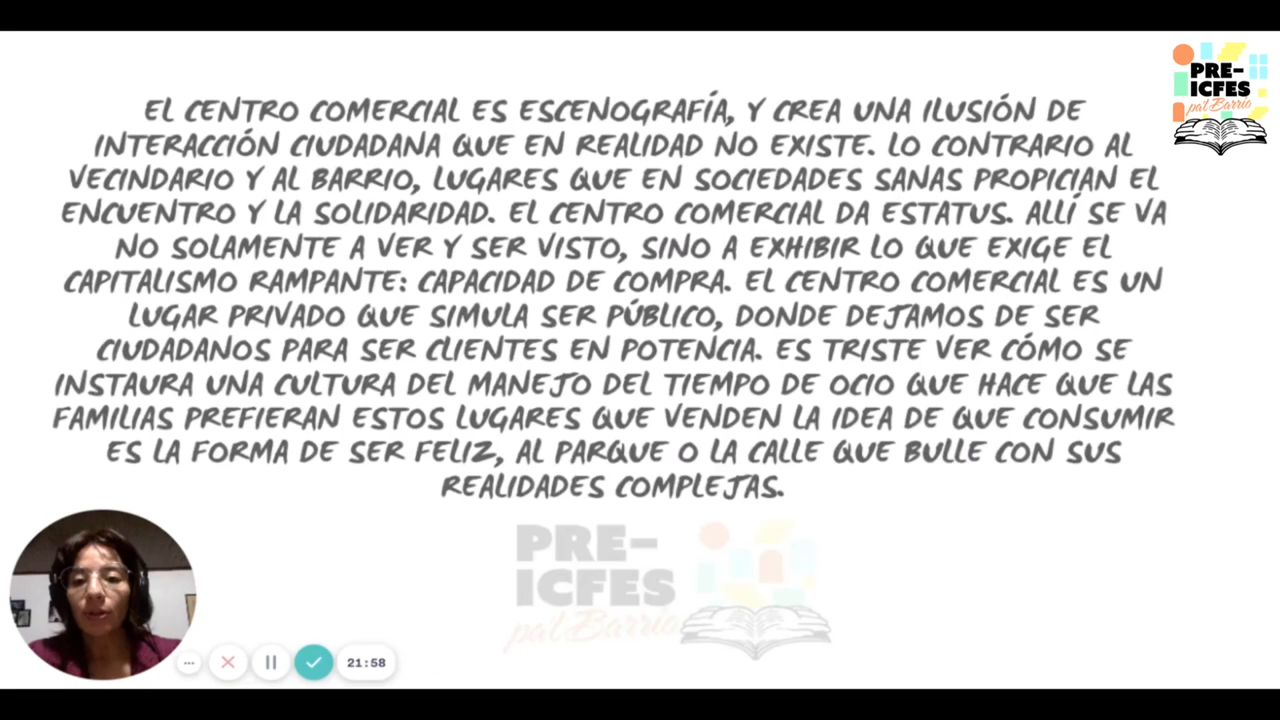 PRE-
ICFES
pal Barrio
EL CENTRO COMERCIAL ES ESCENOGRAFÍA, Y CREA UNA ILUSIÓN DE
INTERACCIÓN CIUDADANA QUE EN REALIDAD NO EXISTE. LO CONTRARIO AL
VECINDARIO Y AL BARRIO, LUGARES QUE EN SOCIEDADES SANAS PROPICIAN EL
ENCUENTRO Y LA SOLIDARIDAD. EL CENTRO COMERCIAL DA ESTATUS. ALLÍ SE VA
NO SOLAMENTE A VER Y SER VISTO, SINO A EXHIBIR LO QUE EXIGE EL
CAPITALISMO RAMPANTE: CAPACIDAD DE COMPRA. EL CENTRO COMERCIAL ES UN
LUGAR PRIVADO QUE SIMULA SER PÚBLICO, DONDE DEJAMOS DE SER
CIUDADANOS PARA SER CLIENTES EN POTENCIA. ES TRISTE VER CÓMO SE
INSTAURA UNA CULTURA DEL MANEJO DEL TIEMPO DE OCIO QUE HACE QUE LAS
FAMILIAS PREFIERAN ESTOS LUGARES QUE VENDEN LA IDEA DE QUE CONSUMIR
ES LA FORMA DE SER FELIZ, AL PARQUE O LA CALLE QUE BULLE CON SUS
REALIDADES COMPLEJAS.
PRE-
ICFES
pal Barrio
21:58